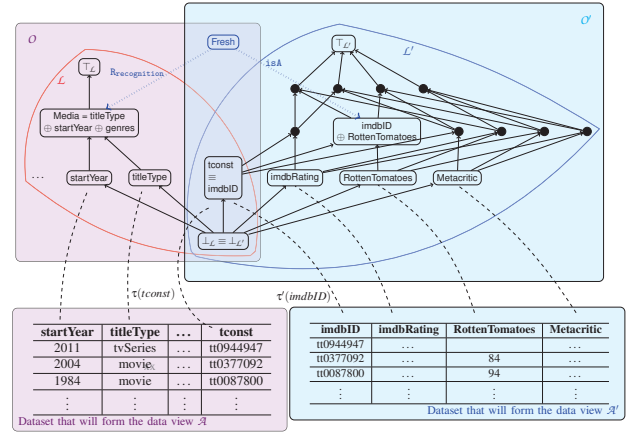 𝒪
𝒪′
Fresh
⊤ℒ
⊤ℒ′
ℒ
ℒ′
isA
R_recognition
Media = titleType
⊕ startYear ⊕ genres
imdbID
⊕ RottenTomatoes
...
startYear
titleType
tconst
≡
imdbID
imdbRating
RottenTomatoes
Metacritic
⊥ℒ ≡ ⊥ℒ′
τ(tconst)
τ′(imdbID)
startYear titleType ... tconst
2011 tvSeries ... tt0944947
2004 movie ... tt0377092
1984 movie ... tt0087800
⋮ ⋮ ⋮ ⋮
Dataset that will form the data view 𝒜
imdbID imdbRating RottenTomatoes Metacritic
tt0944947 ... ...
tt0377092 ... 84 ...
tt0087800 ... 94 ...
⋮ ⋮ ⋮ ⋮
Dataset that will form the data view 𝒜′